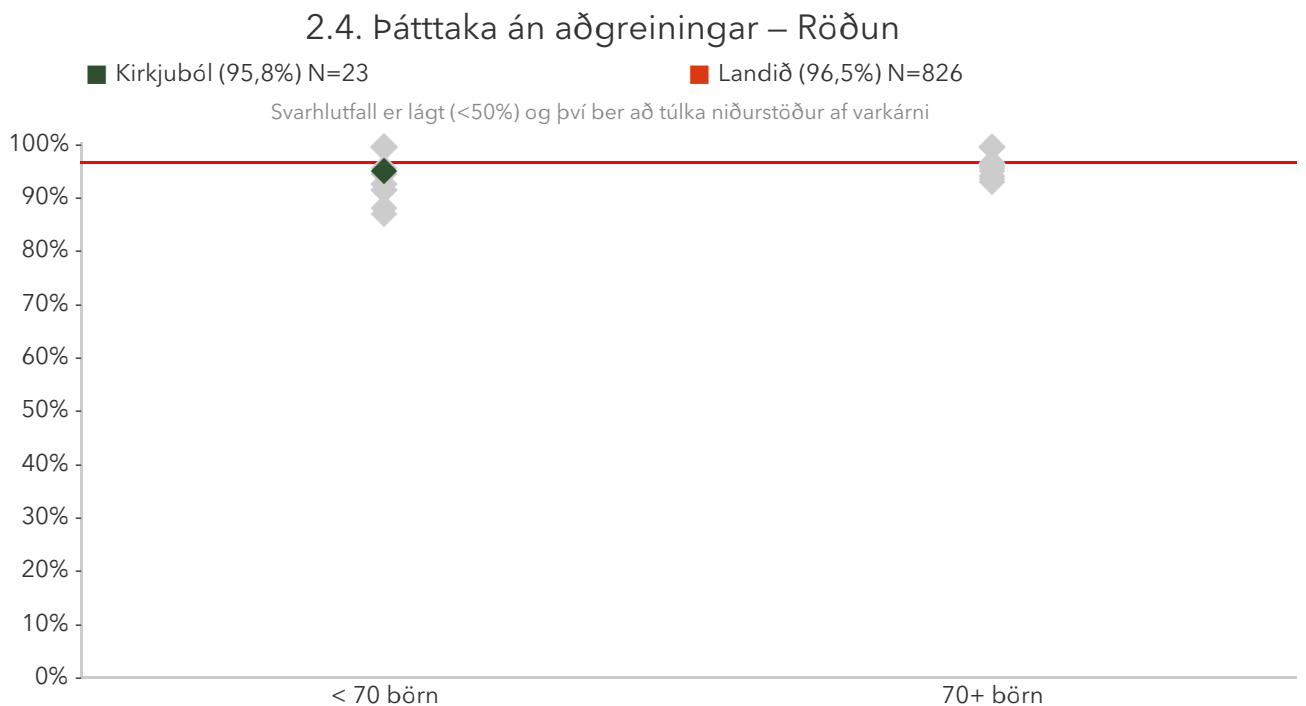 2.4. Þátttaka án aðgreiningar – Röðun
Kirkjuból (95,8%) N=23
Landið (96,5%) N=826
Svarhlutfall er lágt (<50%) og því ber að túlka niðurstöður af varkárni
100%
90%
80%
70%
60%
50%
40%
30%
20%
10%
0%
< 70 börn
70+ börn